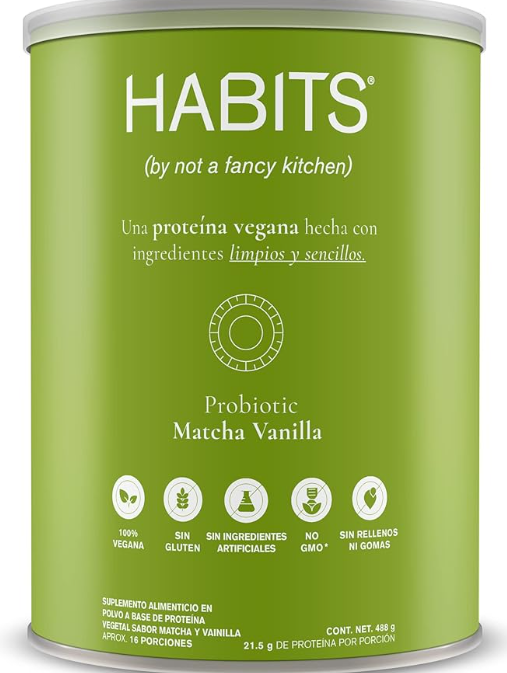 HABITS®
(by not a fancy kitchen)
Una proteína vegana hecha con
ingredientes limpios y sencillos.
Probiotic
Matcha Vanilla
100%
VEGANA
SIN
GLUTEN
SIN INGREDIENTES
ARTIFICIALES
NO
GMO*
SIN RELLENOS
NI GOMAS
SUPLEMENTO ALIMENTICIO EN
POLVO A BASE DE PROTEÍNA
VEGETAL SABOR MATCHA Y VAINILLA
APROX. 16 PORCIONES
CONT. NET. 488 g
21.5 g DE PROTEÍNA POR PORCIÓN